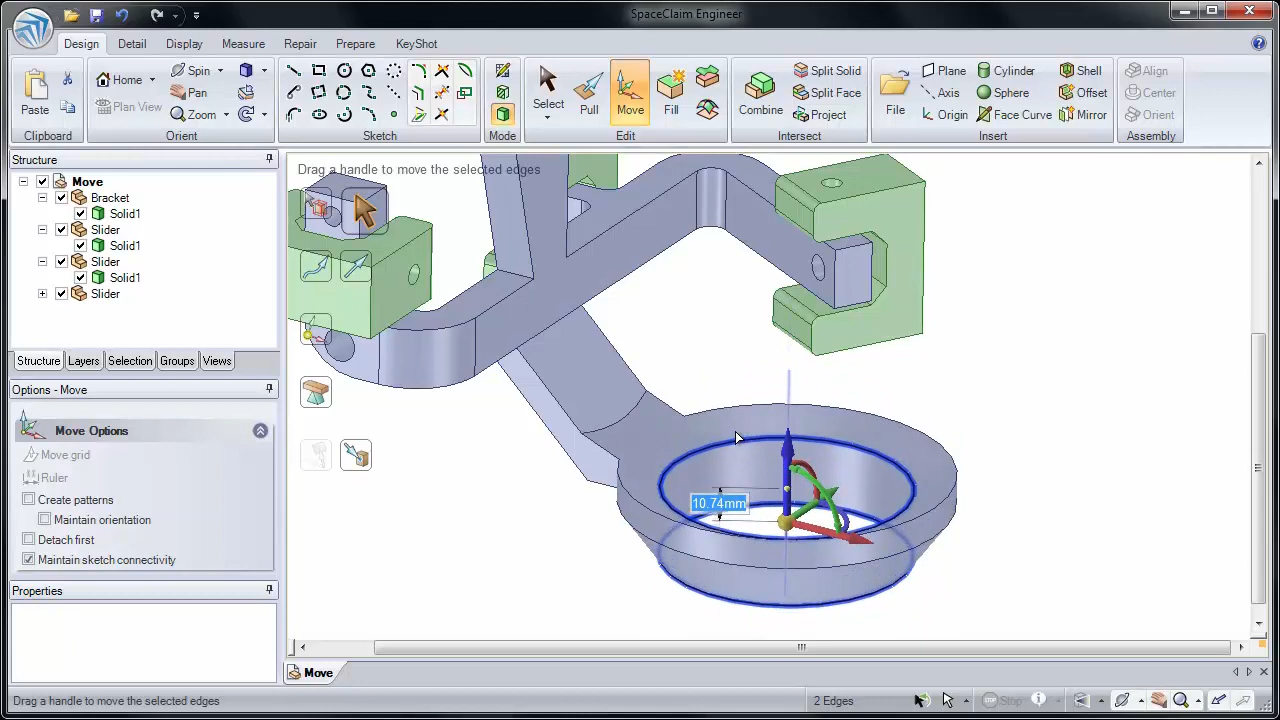 SpaceClaim Engineer
Design Detail Display Measure Repair Prepare KeyShot
Paste
Clipboard
Home Spin
Plan View Pan
Zoom
Orient
Sketch
Mode
Select Pull Move Fill
Edit
Combine Split Solid
Split Face
Project
Intersect
File Plane Cylinder Shell
Axis Sphere Offset
Origin Face Curve Mirror
Insert
Align
Center
Orient
Assembly
Structure
Move
Bracket
Solid1
Slider
Solid1
Slider
Solid1
Slider
Structure Layers Selection Groups Views
Options - Move
Move Options
Move grid
Ruler
Create patterns
Maintain orientation
Detach first
Maintain sketch connectivity
Properties
Drag a handle to move the selected edges
10.74mm
Move
Drag a handle to move the selected edges 2 Edges Stop